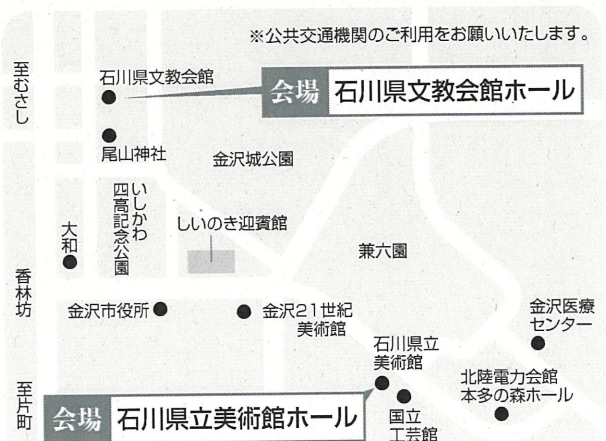 ※公共交通機関のご利用をお願いいたします。
至むさし
石川県文教会館
会場 石川県文教会館ホール
尾山神社
金沢城公園
いしかわ
四高記念公園
しいのき迎賓館
大和
兼六園
香林坊
金沢市役所
金沢21世紀
美術館
金沢医療
センター
石川県立
美術館
北陸電力会館
本多の森ホール
至片町
会場 石川県立美術館ホール
国立
工芸館